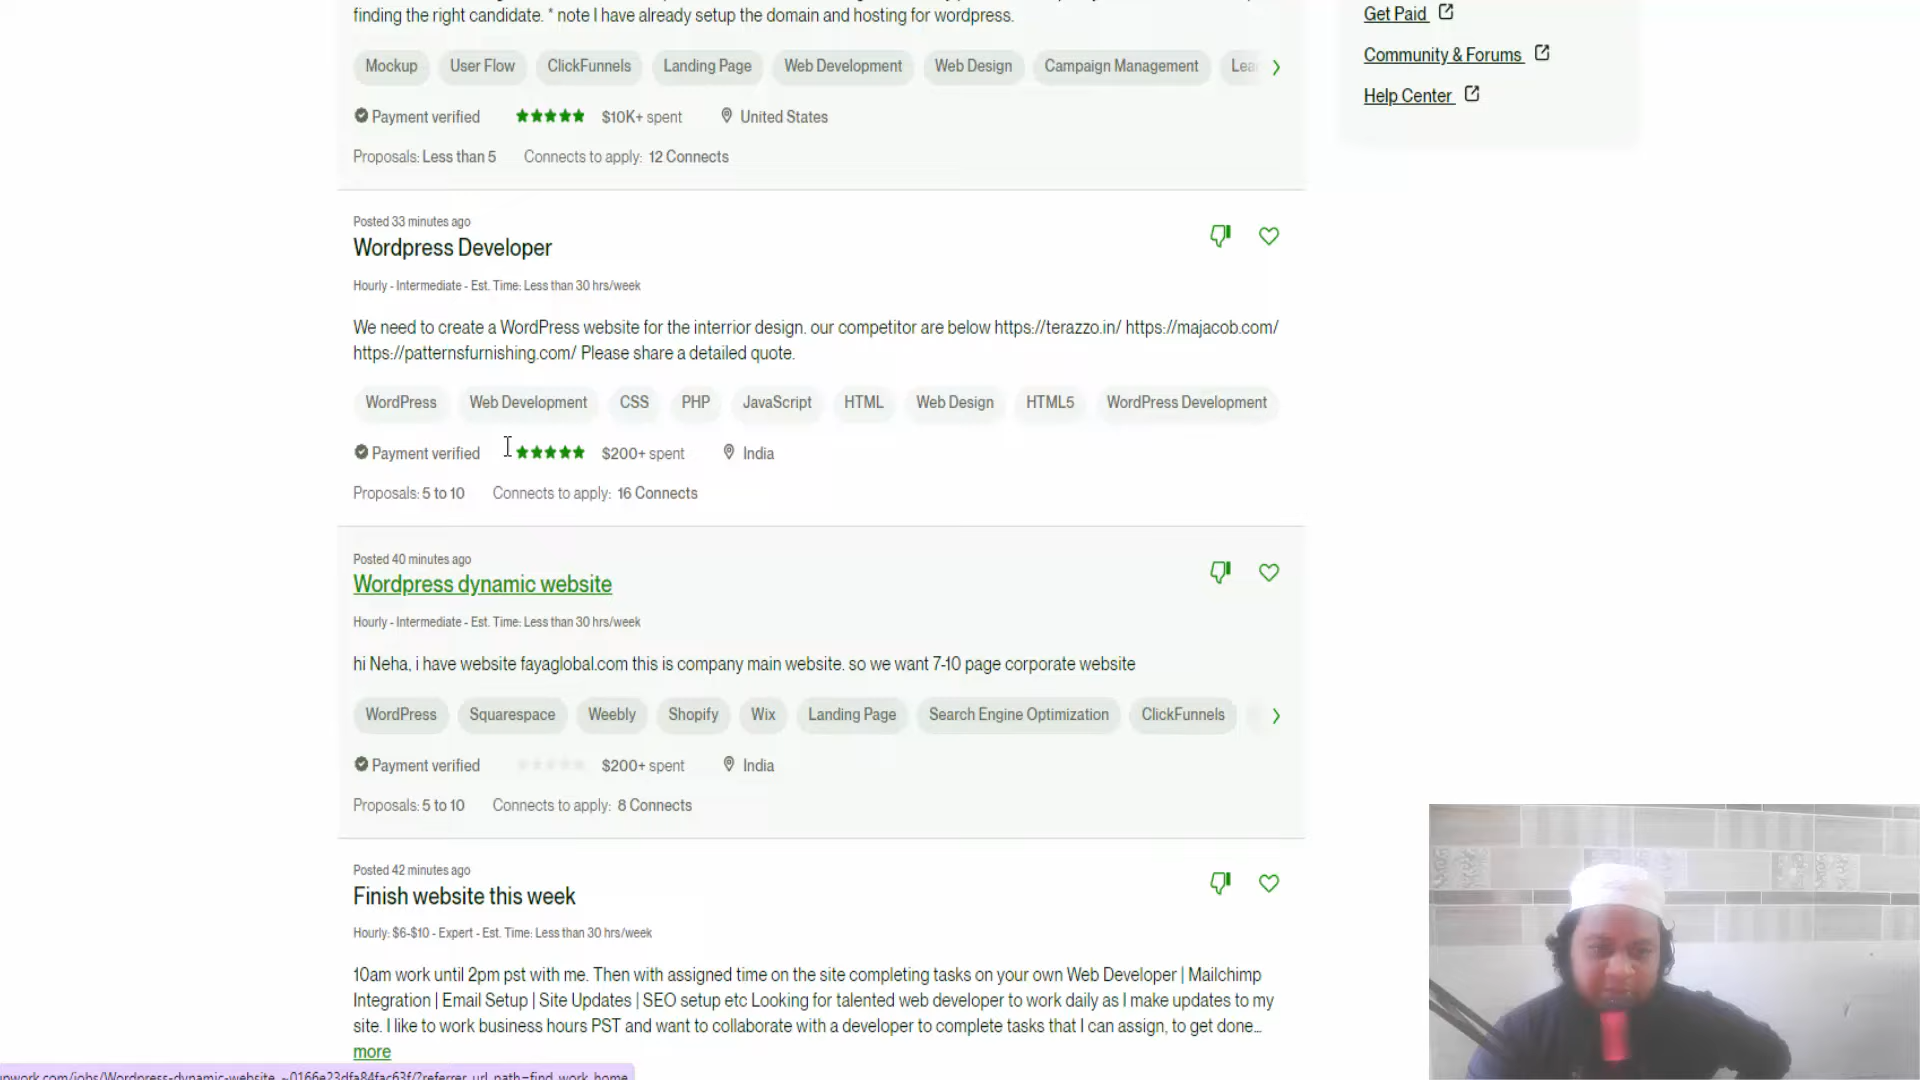 finding the right candidate. * note I have already setup the domain and hosting for wordpress.
Get Paid
Community & Forums
Help Center
Mockup User Flow ClickFunnels Landing Page Web Development Web Design Campaign Management
Payment verified $10K+ spent United States
Proposals: Less than 5 Connects to apply: 12 Connects
Posted 33 minutes ago
Wordpress Developer
Hourly - Intermediate - Est. Time: Less than 30 hrs/week
We need to create a WordPress website for the interrior design. our competitor are below https://terazzo.in/ https://majacob.com/
https://patternsfurnishing.com/ Please share a detailed quote.
WordPress Web Development CSS PHP JavaScript HTML Web Design HTML5 WordPress Development
Payment verified $200+ spent India
Proposals: 5 to 10 Connects to apply: 16 Connects
Posted 40 minutes ago
Wordpress dynamic website
Hourly - Intermediate - Est. Time: Less than 30 hrs/week
hi Neha, i have website fayaglobal.com this is company main website. so we want 7-10 page corporate website
WordPress Squarespace Weebly Shopify Wix Landing Page Search Engine Optimization ClickFunnels
Payment verified $200+ spent India
Proposals: 5 to 10 Connects to apply: 8 Connects
Posted 42 minutes ago
Finish website this week
Hourly: $6-$10 - Expert - Est. Time: Less than 30 hrs/week
10am work until 2pm pst with me. Then with assigned time on the site completing tasks on your own Web Developer | Mailchimp
Integration | Email Setup | Site Updates | SEO setup etc Looking for talented web developer to work daily as I make updates to my
site. I like to work business hours PST and want to collaborate with a developer to complete tasks that I can assign, to get done...
more